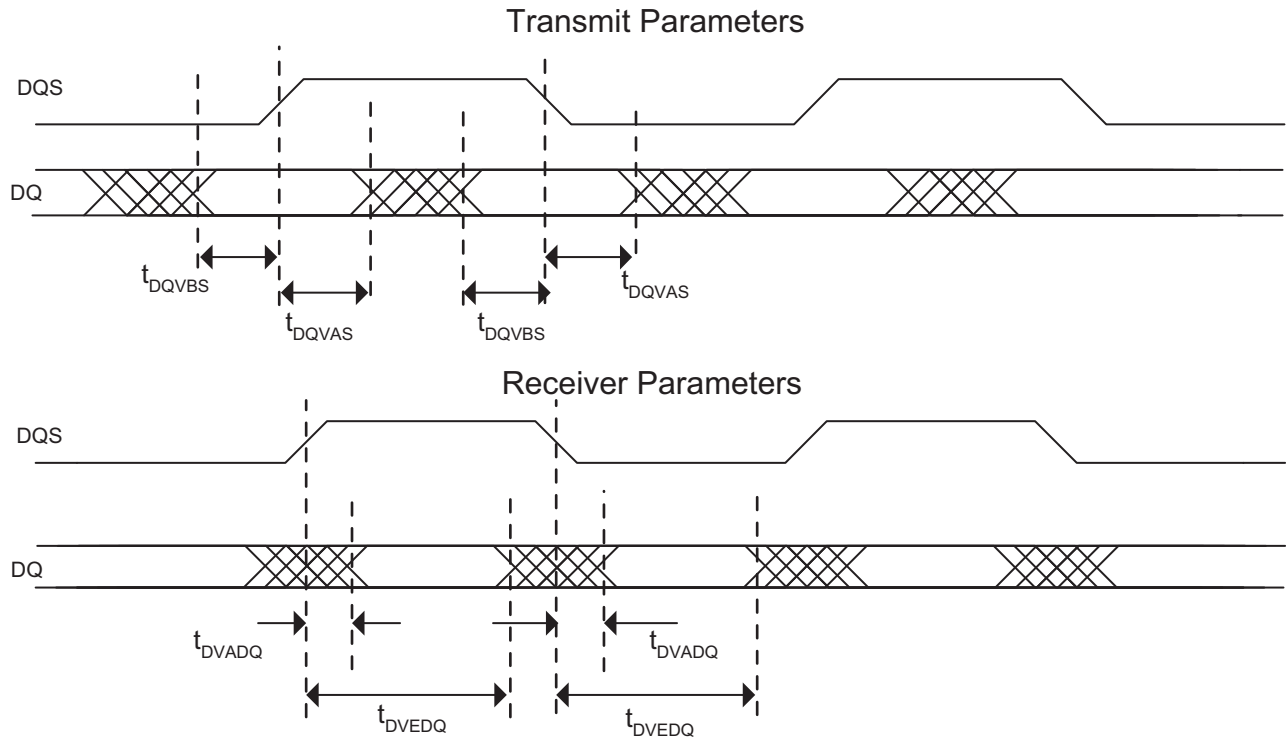 Transmit Parameters
DQS
DQ
tDQVBS
tDQVAS
tDQVBS
tDQVAS
Receiver Parameters
DQS
DQ
tDVADQ
tDVADQ
tDVEDQ
tDVEDQ